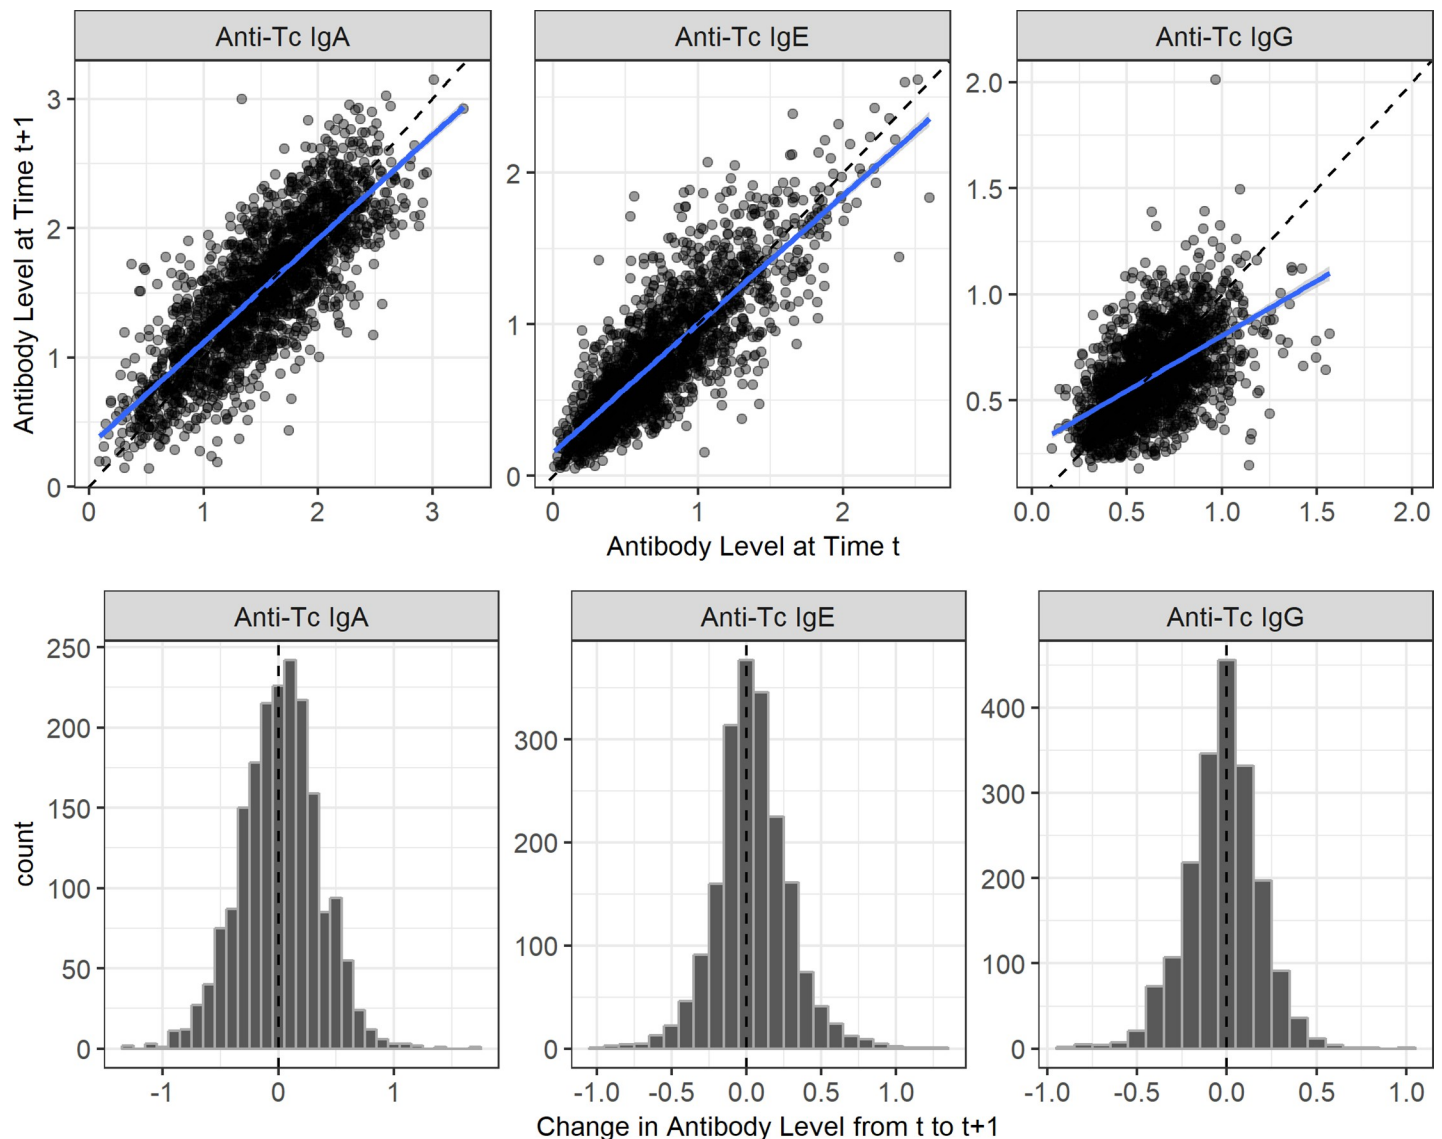 Anti-Tc IgA Anti-Tc IgE Anti-Tc IgG
Antibody Level at Time t+1
3
2
1
0
0 1 2 3
2
1
0
0 1 2
2.0
1.5
1.0
0.5
0.0 0.5 1.0 1.5 2.0
Antibody Level at Time t
Anti-Tc IgA Anti-Tc IgE Anti-Tc IgG
count
250
200
150
100
50
0
-1 0 1
300
200
100
0
-1.0 -0.5 0.0 0.5 1.0
400
300
200
100
0
-1.0 -0.5 0.0 0.5 1.0
Change in Antibody Level from t to t+1